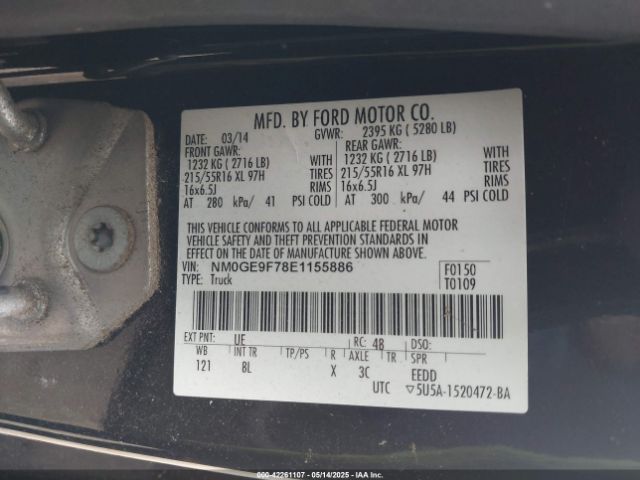 MFD. BY FORD MOTOR CO.
DATE: 03/14 GVWR: 2395 KG ( 5280 LB)
FRONT GAWR: REAR GAWR:
1232 KG ( 2716 LB) WITH 1232 KG ( 2716 LB) WITH
215/55R16 XL 97H TIRES 215/55R16 XL 97H TIRES
16x6.5J RIMS 16x6.5J RIMS
AT 280 kPa/ 41 PSI COLD AT 300 kPa/ 44 PSI COLD
THIS VEHICLE CONFORMS TO ALL APPLICABLE FEDERAL MOTOR
VEHICLE SAFETY AND THEFT PREVENTION STANDARDS IN
EFFECT ON THE DATE OF MANUFACTURE SHOWN ABOVE.
VIN: NM0GE9F78E1155886 F0150
TYPE: Truck T0109
EXT PNT: UE RC: 48 DSO:
WB INT TR TP/PS R AXLE TR SPR
121 8L X 3C EEDD
UTC ▽5U5A-1520472-BA
IAA - 42261107 - 05/14/2025 - © IAA, Inc.